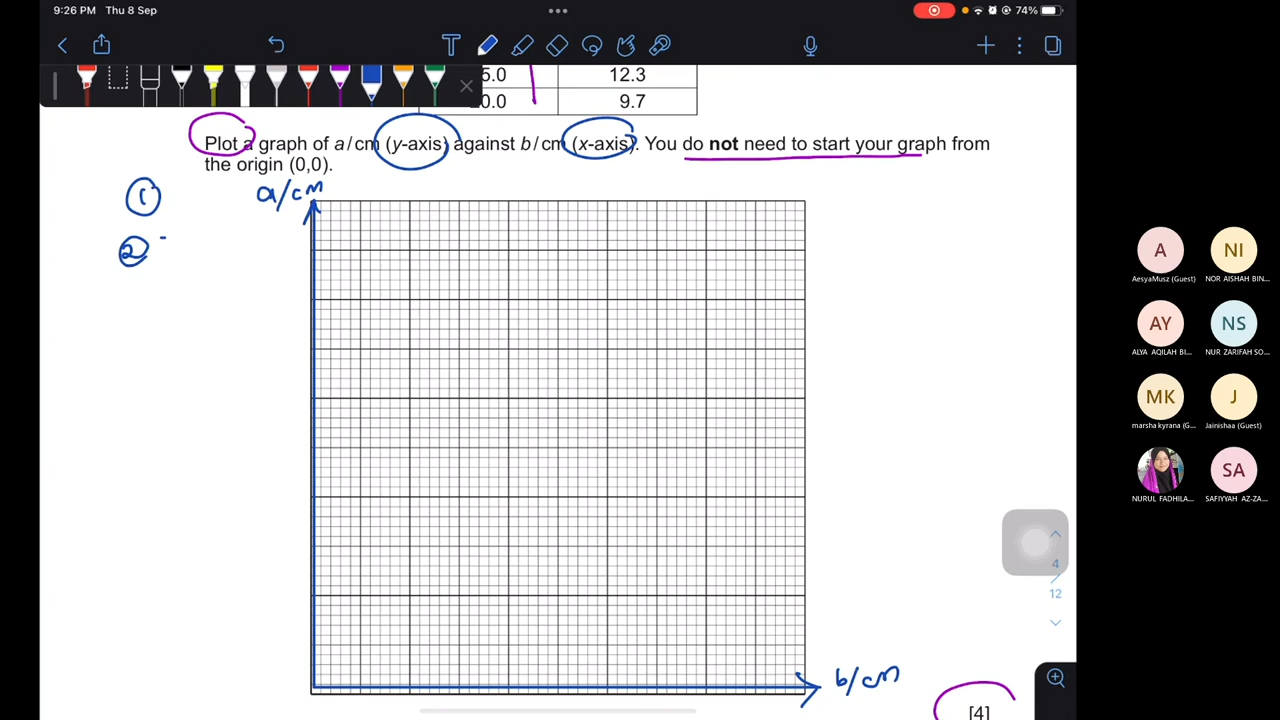 9:26 PM Thu 8 Sep
74%
T
5.0 12.3
0.0 9.7
Plot a graph of a/cm (y-axis) against b/cm (x-axis). You do not need to start your graph from
the origin (0,0).
1
a/cm
2
b/cm
[4]
4
12
A
AesyaMusz (Guest)
NI
NOR AISHAH BIN...
AY
ALYA AQILAH BI...
NS
NUR ZARIFAH SO...
MK
marsha kyrana (G...
J
Jainishaa (Guest)
NURUL FADHILA...
SA
SAFIYYAH AZ-ZA...